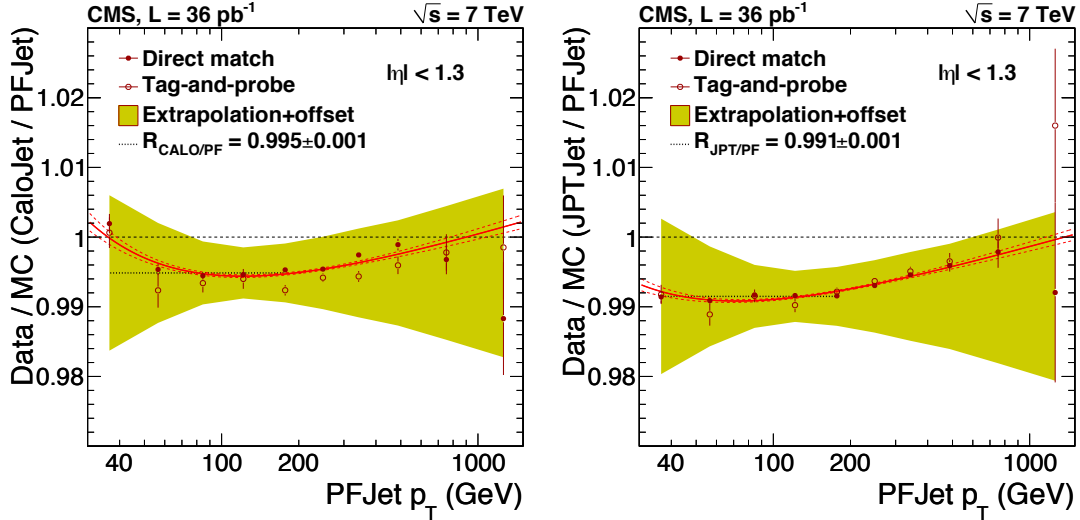 CMS, L = 36 pb⁻¹ √s = 7 TeV
Direct match
Tag-and-probe
|η| < 1.3
Extrapolation+offset
R_CALO/PF = 0.995±0.001
Data / MC (CaloJet / PFJet)
1.02
1.01
1
0.99
0.98
40 100 200 1000
PFJet p_T (GeV)
CMS, L = 36 pb⁻¹ √s = 7 TeV
Direct match
Tag-and-probe
|η| < 1.3
Extrapolation+offset
R_JPT/PF = 0.991±0.001
Data / MC (JPTJet / PFJet)
1.02
1.01
1
0.99
0.98
40 100 200 1000
PFJet p_T (GeV)